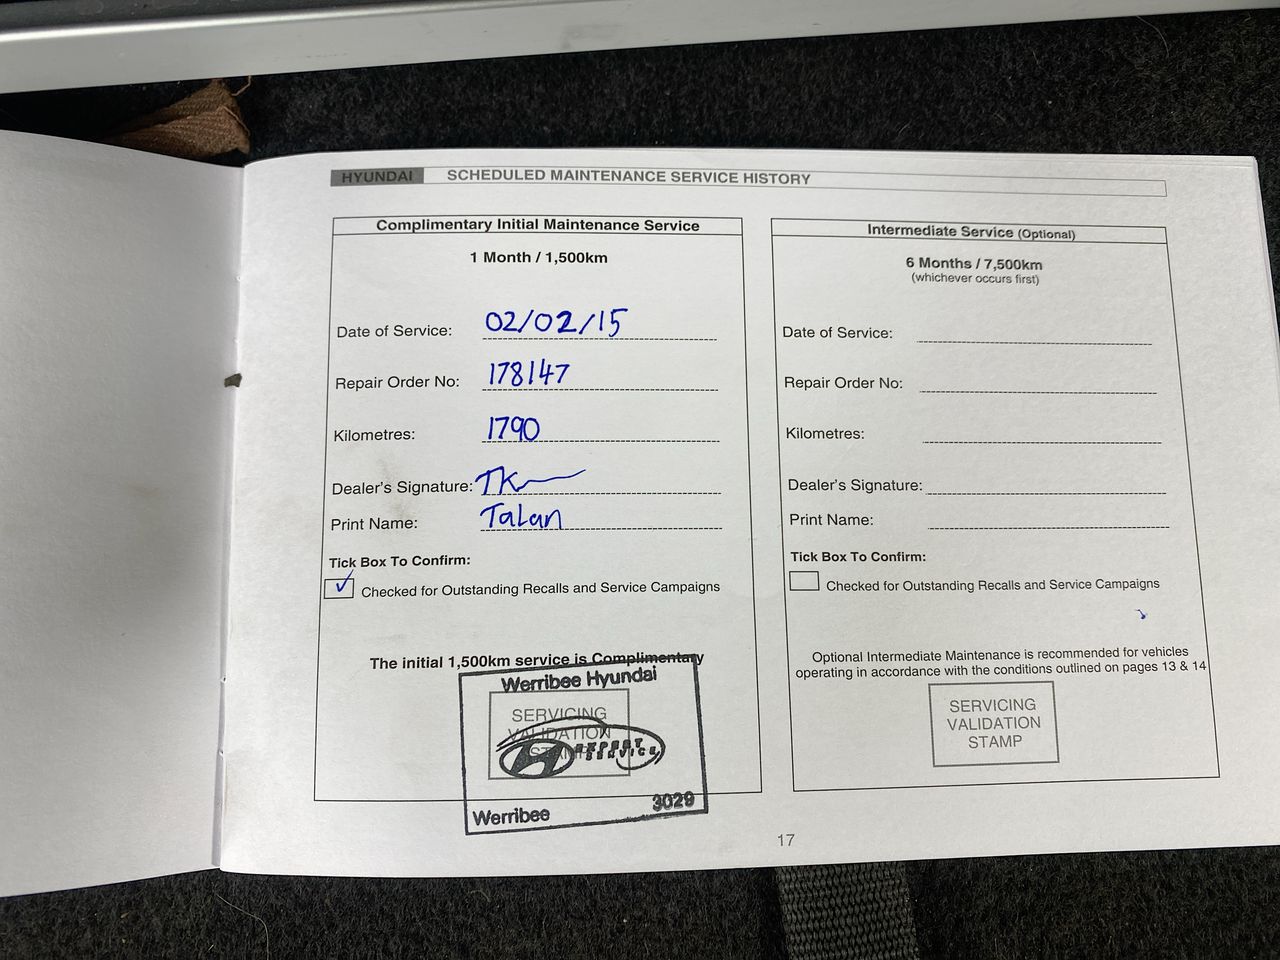 HYUNDAI SCHEDULED MAINTENANCE SERVICE HISTORY
Complimentary Initial Maintenance Service
1 Month / 1,500km
Date of Service: 02/02/15
Repair Order No: 178147
Kilometres: 1790
Dealer's Signature: TK
Print Name: Talan
Tick Box To Confirm:
✓ Checked for Outstanding Recalls and Service Campaigns
The initial 1,500km service is Complimentary
Werribee Hyundai
SERVICING
VALIDATION
STAMP
EXPERT
SERVICE
Werribee 3029
Intermediate Service (Optional)
6 Months / 7,500km
(whichever occurs first)
Date of Service:
Repair Order No:
Kilometres:
Dealer's Signature:
Print Name:
Tick Box To Confirm:
Checked for Outstanding Recalls and Service Campaigns
Optional Intermediate Maintenance is recommended for vehicles
operating in accordance with the conditions outlined on pages 13 & 14
SERVICING
VALIDATION
STAMP
17